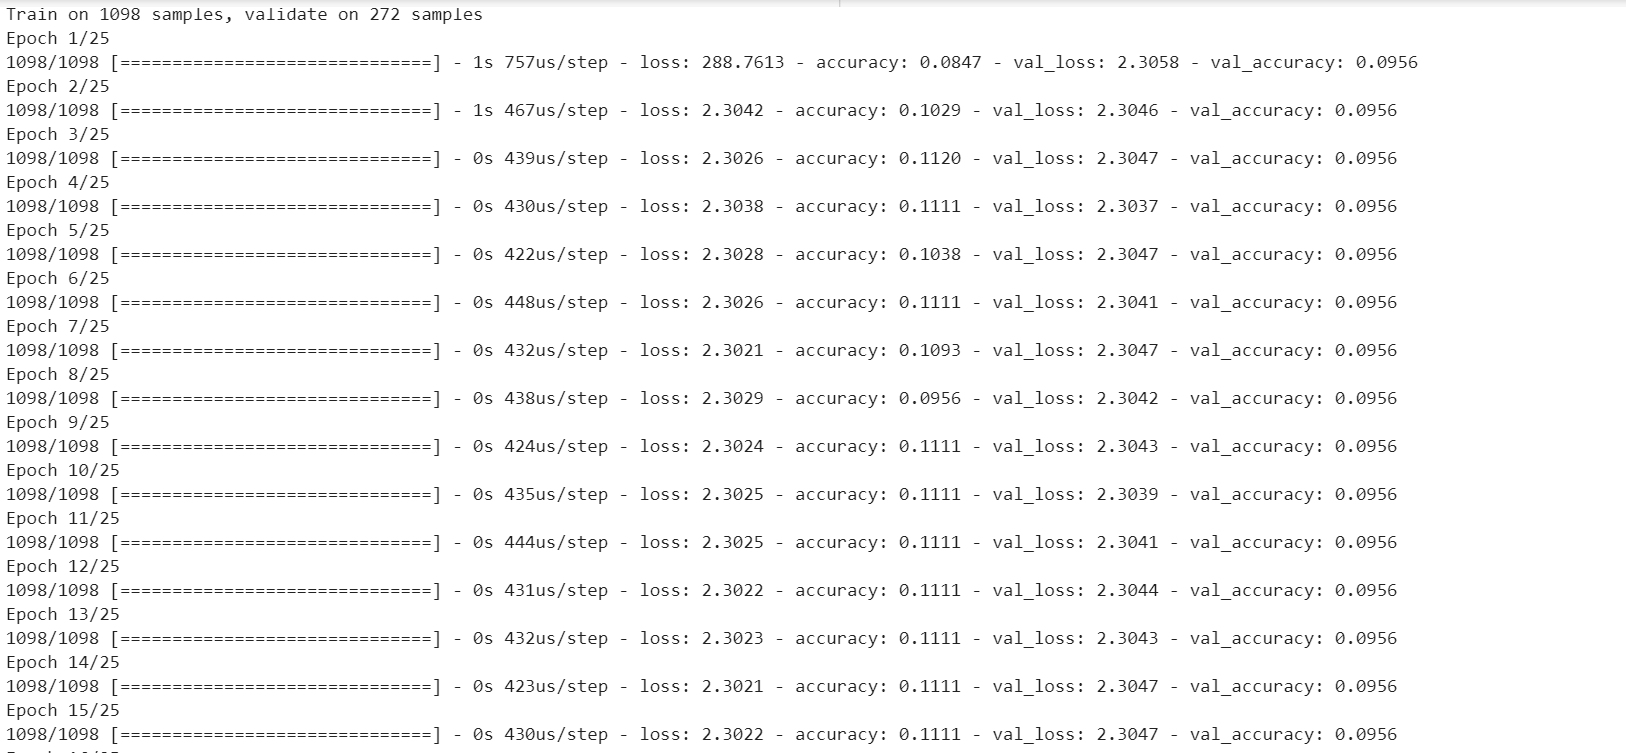 Train on 1098 samples, validate on 272 samples
Epoch 1/25
1098/1098 [==============================] - 1s 757us/step - loss: 288.7613 - accuracy: 0.0847 - val_loss: 2.3058 - val_accuracy: 0.0956
Epoch 2/25
1098/1098 [==============================] - 1s 467us/step - loss: 2.3042 - accuracy: 0.1029 - val_loss: 2.3046 - val_accuracy: 0.0956
Epoch 3/25
1098/1098 [==============================] - 0s 439us/step - loss: 2.3026 - accuracy: 0.1120 - val_loss: 2.3047 - val_accuracy: 0.0956
Epoch 4/25
1098/1098 [==============================] - 0s 430us/step - loss: 2.3038 - accuracy: 0.1111 - val_loss: 2.3037 - val_accuracy: 0.0956
Epoch 5/25
1098/1098 [==============================] - 0s 422us/step - loss: 2.3028 - accuracy: 0.1038 - val_loss: 2.3047 - val_accuracy: 0.0956
Epoch 6/25
1098/1098 [==============================] - 0s 448us/step - loss: 2.3026 - accuracy: 0.1111 - val_loss: 2.3041 - val_accuracy: 0.0956
Epoch 7/25
1098/1098 [==============================] - 0s 432us/step - loss: 2.3021 - accuracy: 0.1093 - val_loss: 2.3047 - val_accuracy: 0.0956
Epoch 8/25
1098/1098 [==============================] - 0s 438us/step - loss: 2.3029 - accuracy: 0.0956 - val_loss: 2.3042 - val_accuracy: 0.0956
Epoch 9/25
1098/1098 [==============================] - 0s 424us/step - loss: 2.3024 - accuracy: 0.1111 - val_loss: 2.3043 - val_accuracy: 0.0956
Epoch 10/25
1098/1098 [==============================] - 0s 435us/step - loss: 2.3025 - accuracy: 0.1111 - val_loss: 2.3039 - val_accuracy: 0.0956
Epoch 11/25
1098/1098 [==============================] - 0s 444us/step - loss: 2.3025 - accuracy: 0.1111 - val_loss: 2.3041 - val_accuracy: 0.0956
Epoch 12/25
1098/1098 [==============================] - 0s 431us/step - loss: 2.3022 - accuracy: 0.1111 - val_loss: 2.3044 - val_accuracy: 0.0956
Epoch 13/25
1098/1098 [==============================] - 0s 432us/step - loss: 2.3023 - accuracy: 0.1111 - val_loss: 2.3043 - val_accuracy: 0.0956
Epoch 14/25
1098/1098 [==============================] - 0s 423us/step - loss: 2.3021 - accuracy: 0.1111 - val_loss: 2.3047 - val_accuracy: 0.0956
Epoch 15/25
1098/1098 [==============================] - 0s 430us/step - loss: 2.3022 - accuracy: 0.1111 - val_loss: 2.3047 - val_accuracy: 0.0956